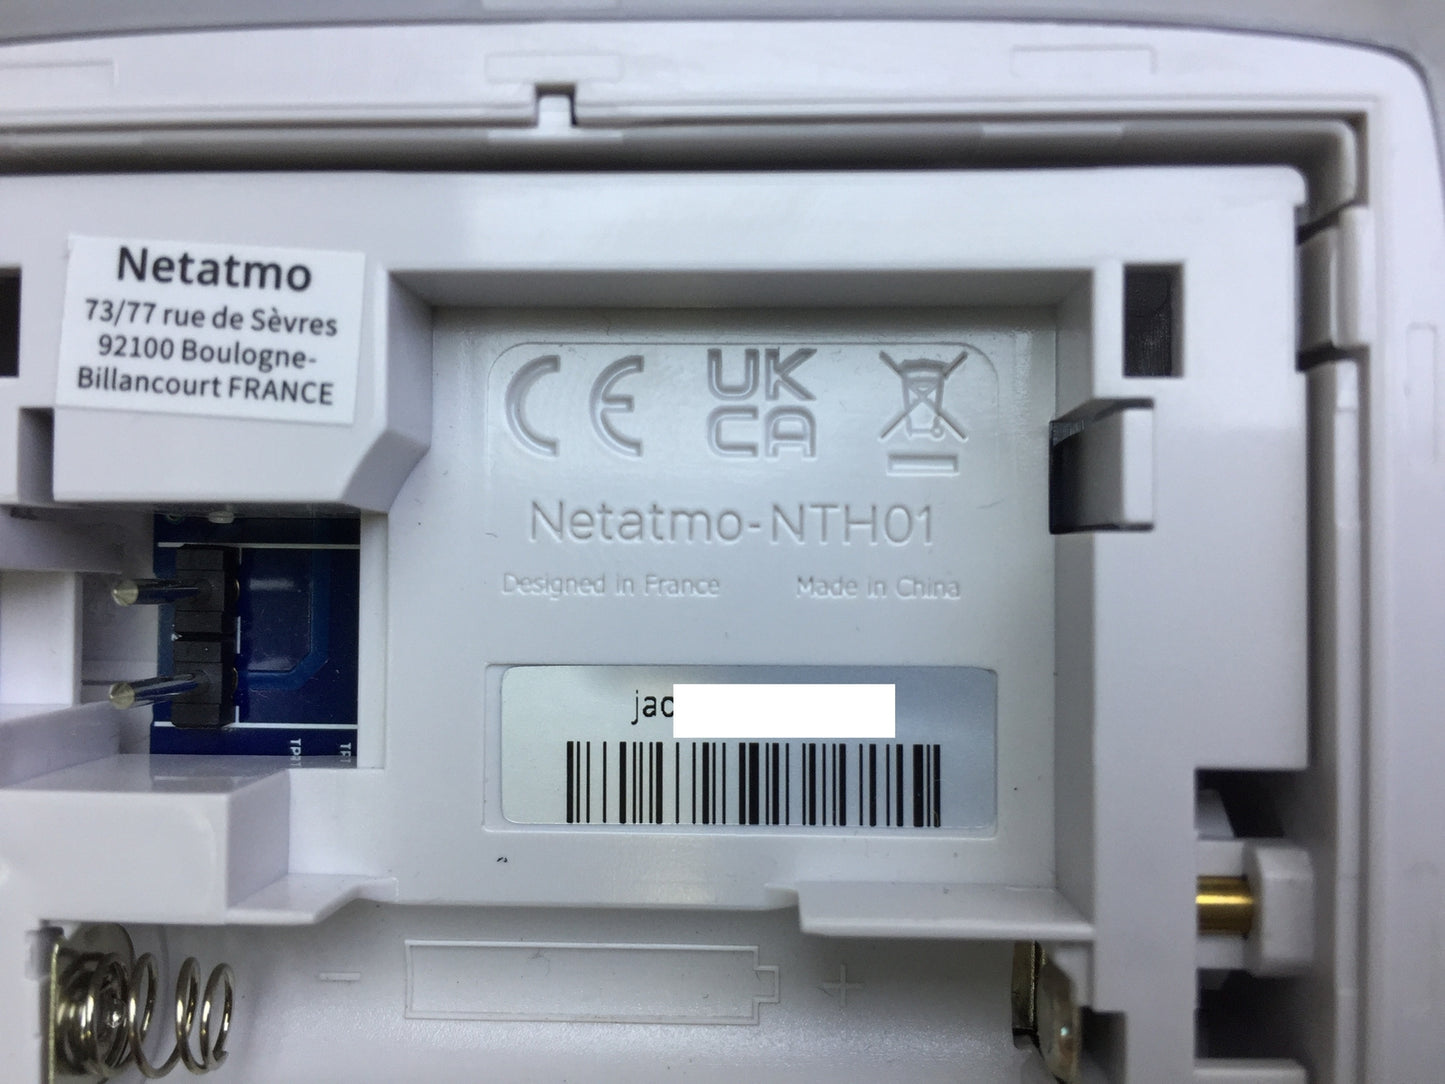 Netatmo
73/77 rue de Sèvres
92100 Boulogne-
Billancourt FRANCE
CE UK CA
Netatmo-NTH01
Designed in France Made in China
jac
- +